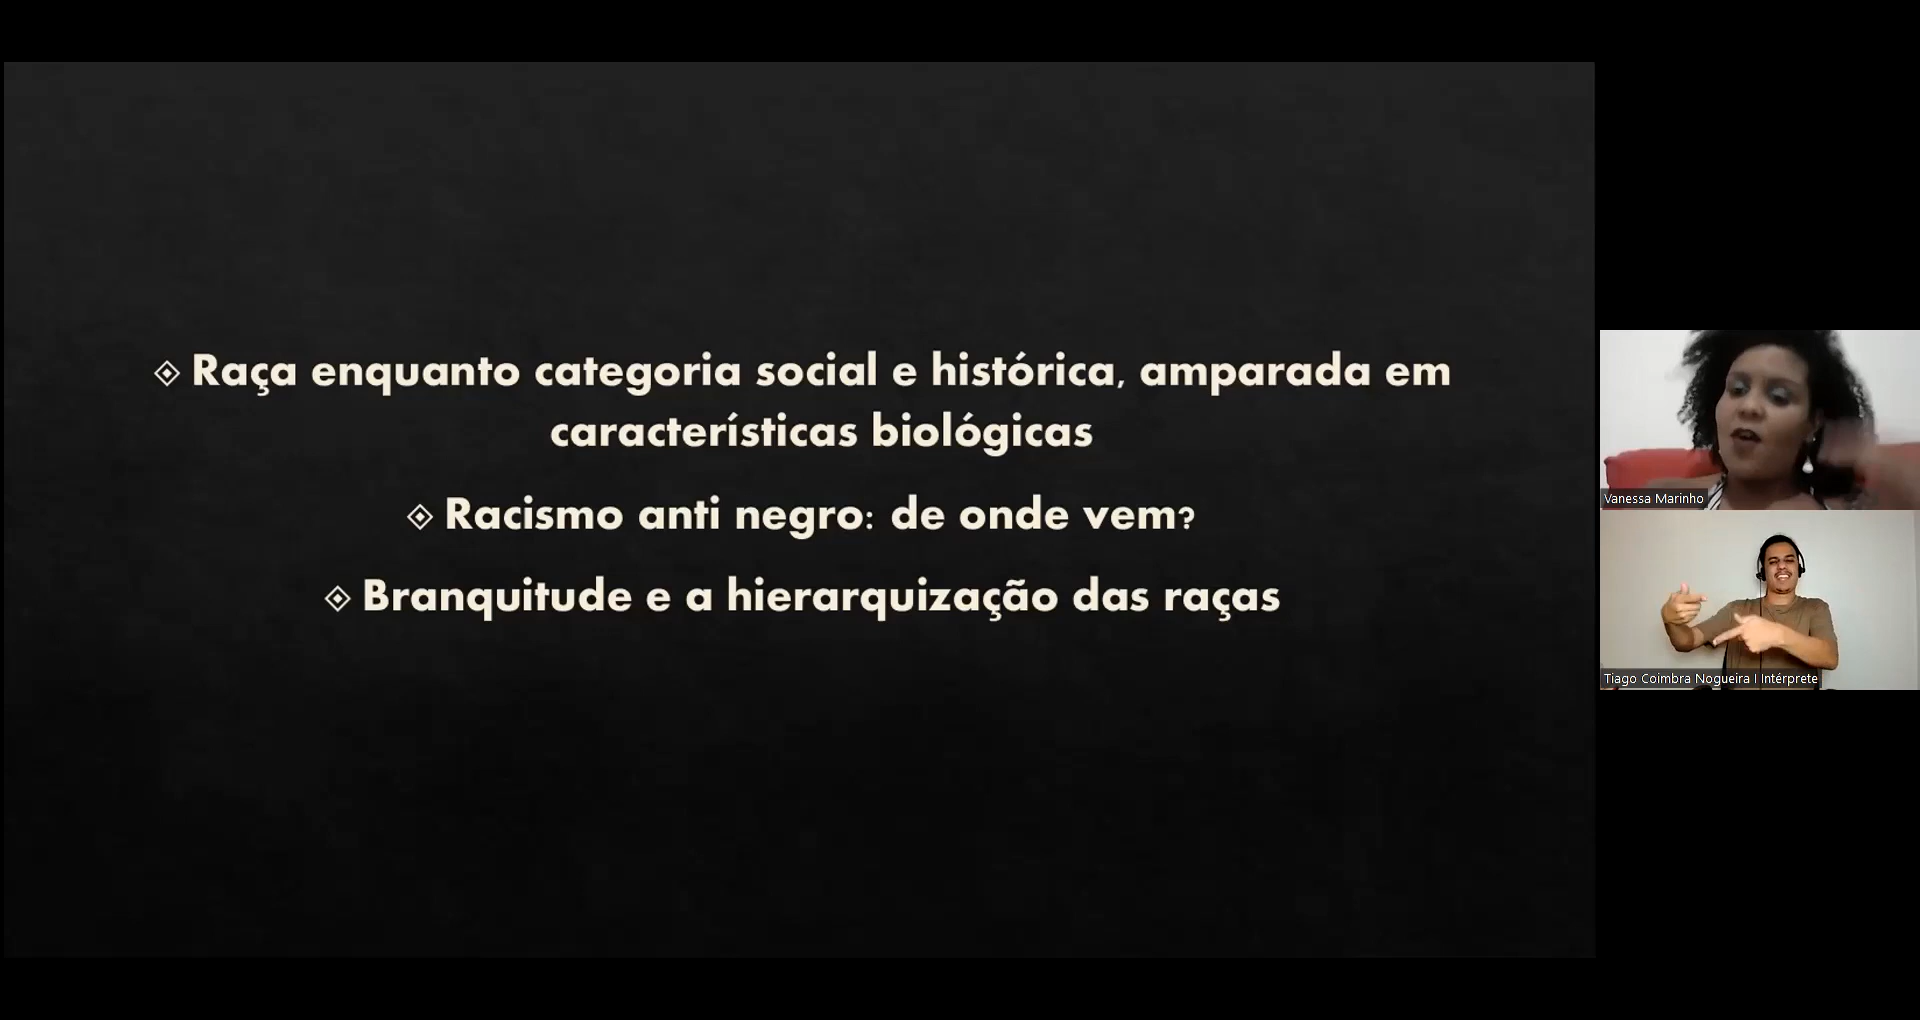 Raça enquanto categoria social e histórica, amparada em
características biológicas
Racismo anti negro: de onde vem?
Branquitude e a hierarquização das raças
Vanessa Marinho
Tiago Coimbra Nogueira I Intérprete